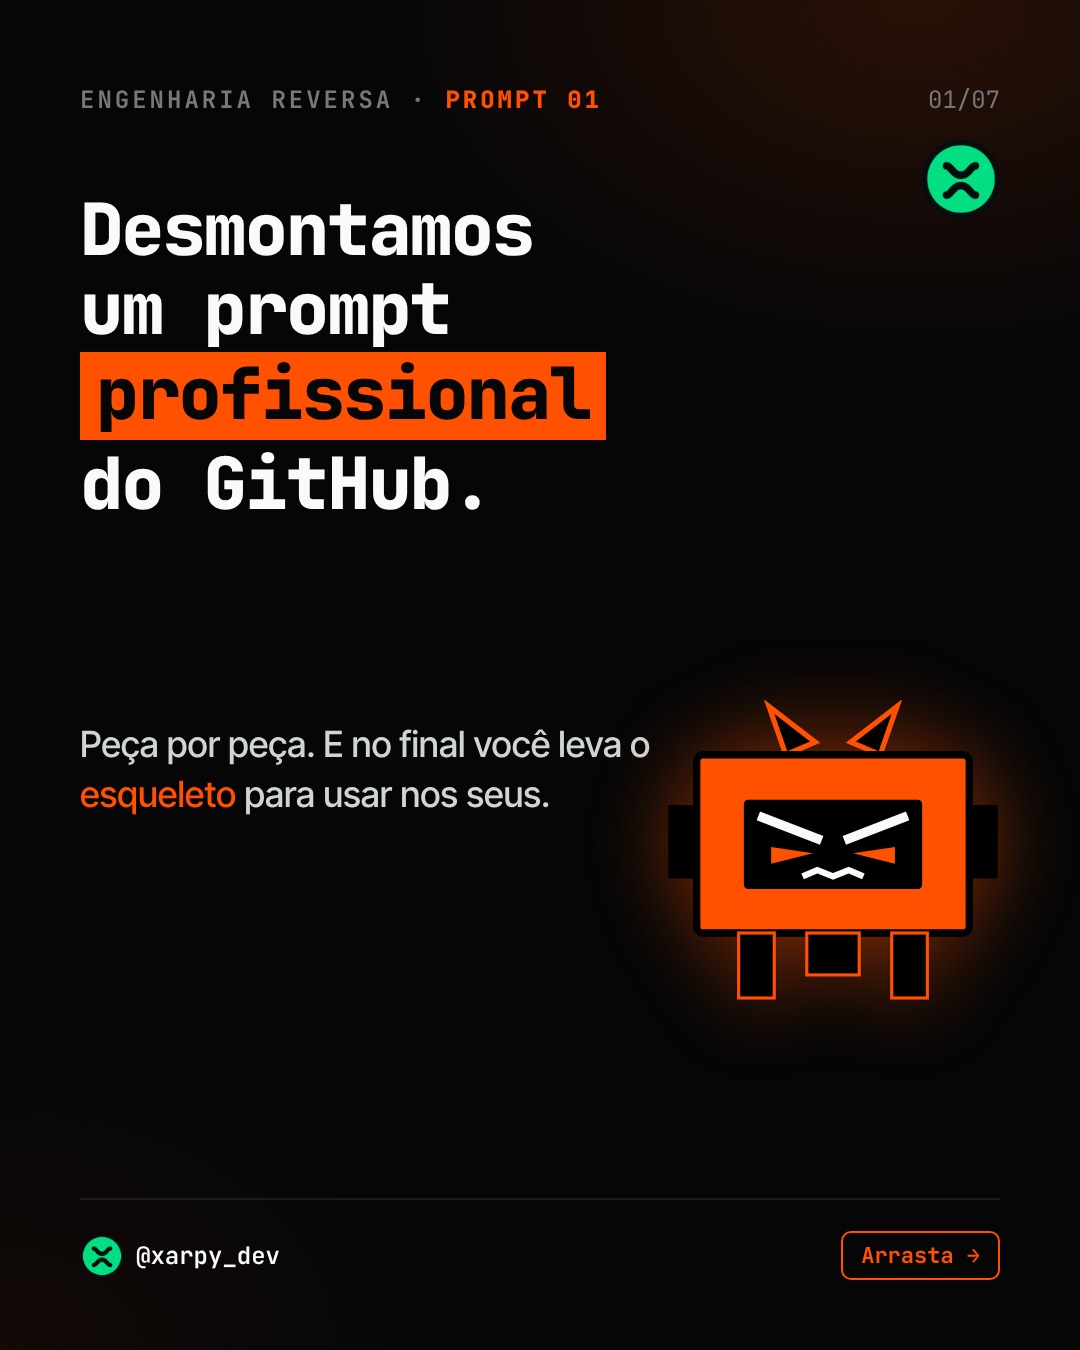 ENGENHARIA REVERSA · PROMPT 01
01/07
Desmontamos
um prompt
profissional
do GitHub.
Peça por peça. E no final você leva o
esqueleto para usar nos seus.
@xarpy_dev
Arrasta →